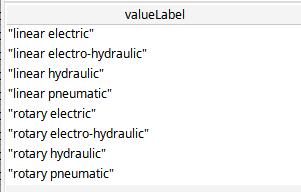 valueLabel
"linear electric"
"linear electro-hydraulic"
"linear hydraulic"
"linear pneumatic"
"rotary electric"
"rotary electro-hydraulic"
"rotary hydraulic"
"rotary pneumatic"